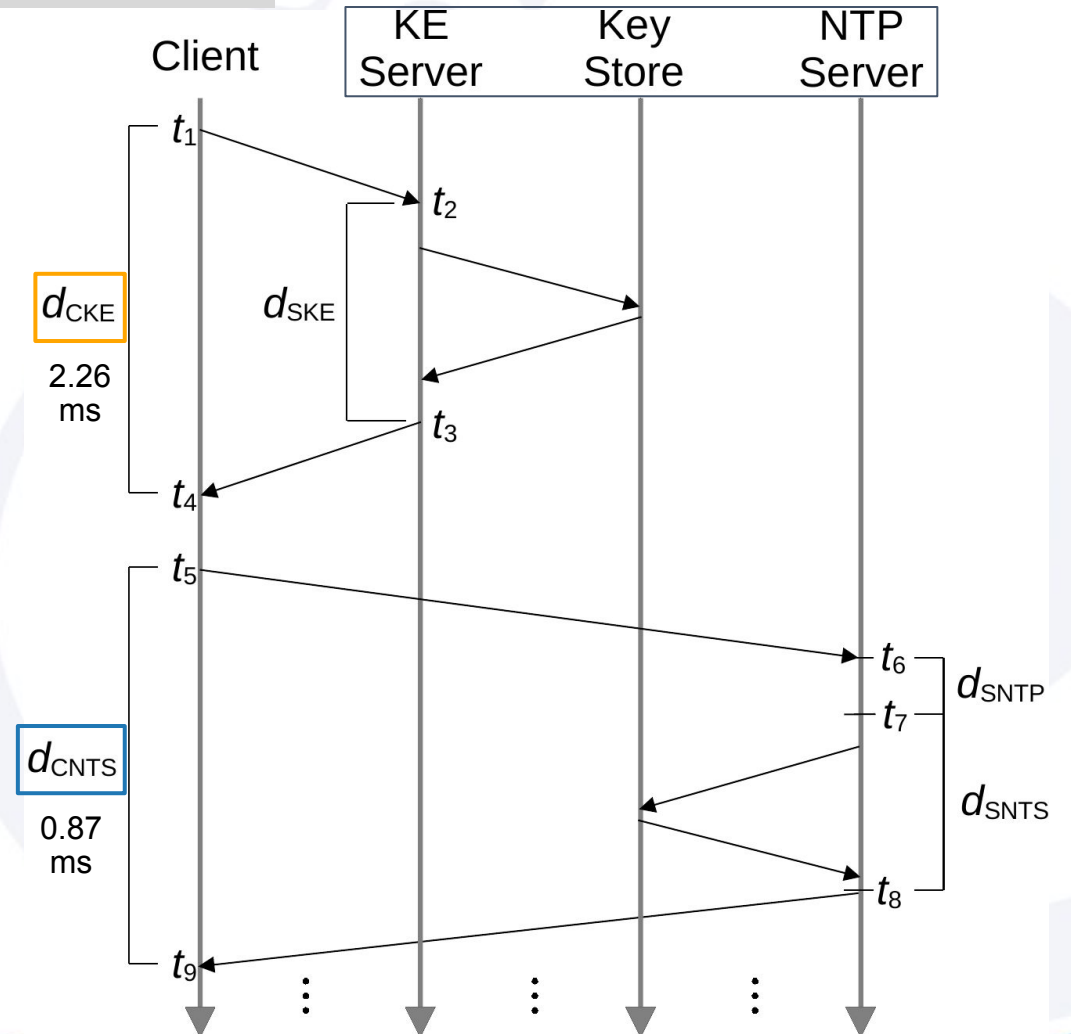 Client
KE
Server
Key
Store
NTP
Server
t1
t2
dCKE
dSKE
2.26
ms
t3
t4
t5
t6
dSNTP
t7
dCNTS
dSNTS
0.87
ms
t8
t9